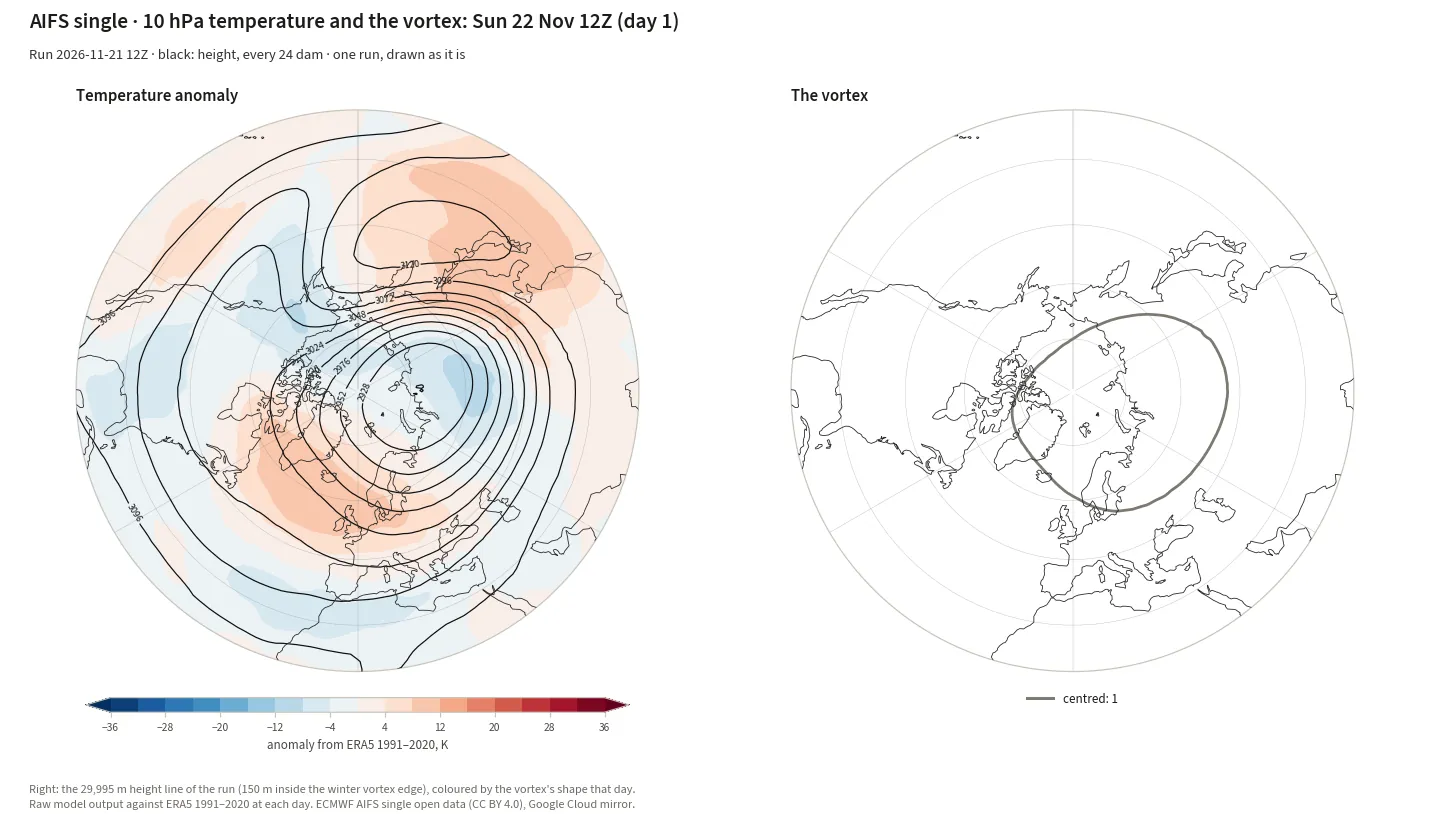 AIFS single · 10 hPa temperature and the vortex: Sun 22 Nov 12Z (day 1)
Run 2026-11-21 12Z · black: height, every 24 dam · one run, drawn as it is
Temperature anomaly
The vortex
3120
3096
3072
3048
3096
3024
2976
2952
2928
3096
−36 −28 −20 −12 −4 4 12 20 28 36
anomaly from ERA5 1991–2020, K
centred: 1
Right: the 29,995 m height line of the run (150 m inside the winter vortex edge), coloured by the vortex's shape that day.
Raw model output against ERA5 1991–2020 at each day. ECMWF AIFS single open data (CC BY 4.0), Google Cloud mirror.